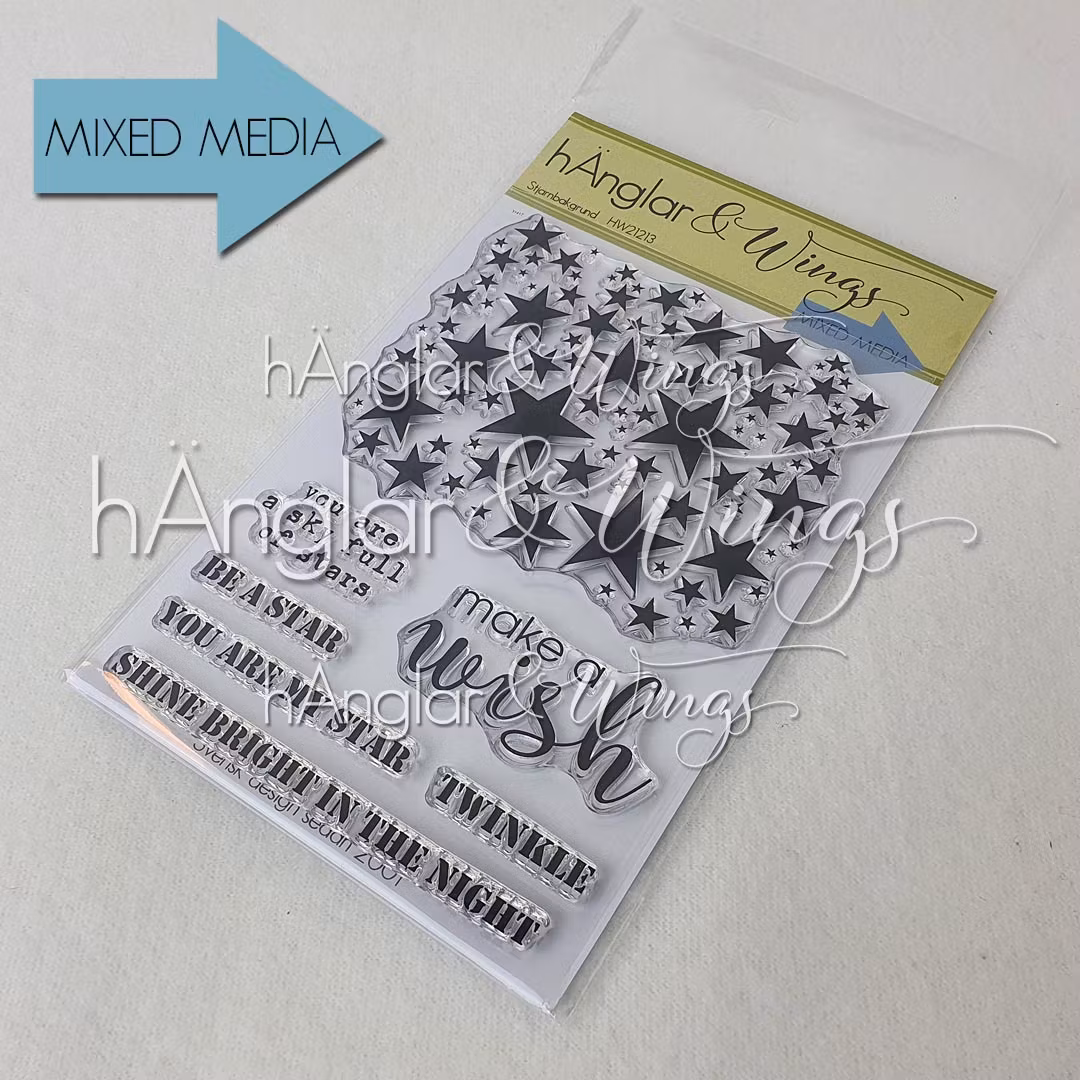 MIXED MEDIA
hÄnglar & Wings
Stjärnbakgrund HW21213
MIXED MEDIA
hÄnglar & Wings
hÄnglar & Wings
you are
a sky full
of stars
BE A STAR
YOU ARE MY STAR
SHINE BRIGHT IN THE NIGHT
make a
wish
hÄnglar & Wings
TWINKLE
Svensk design sedan 2001